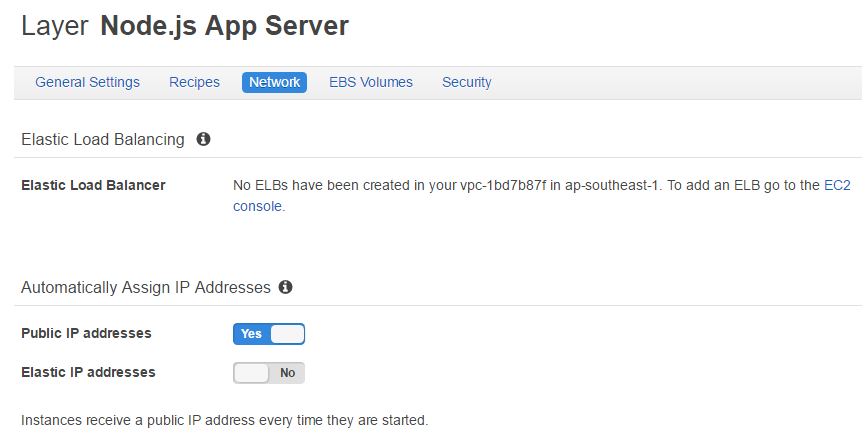 Layer Node.js App Server
General Settings Recipes Network EBS Volumes Security
Elastic Load Balancing
Elastic Load Balancer No ELBs have been created in your vpc-1bd7b87f in ap-southeast-1. To add an ELB go to the EC2
console.
Automatically Assign IP Addresses
Public IP addresses Yes
Elastic IP addresses No
Instances receive a public IP address every time they are started.